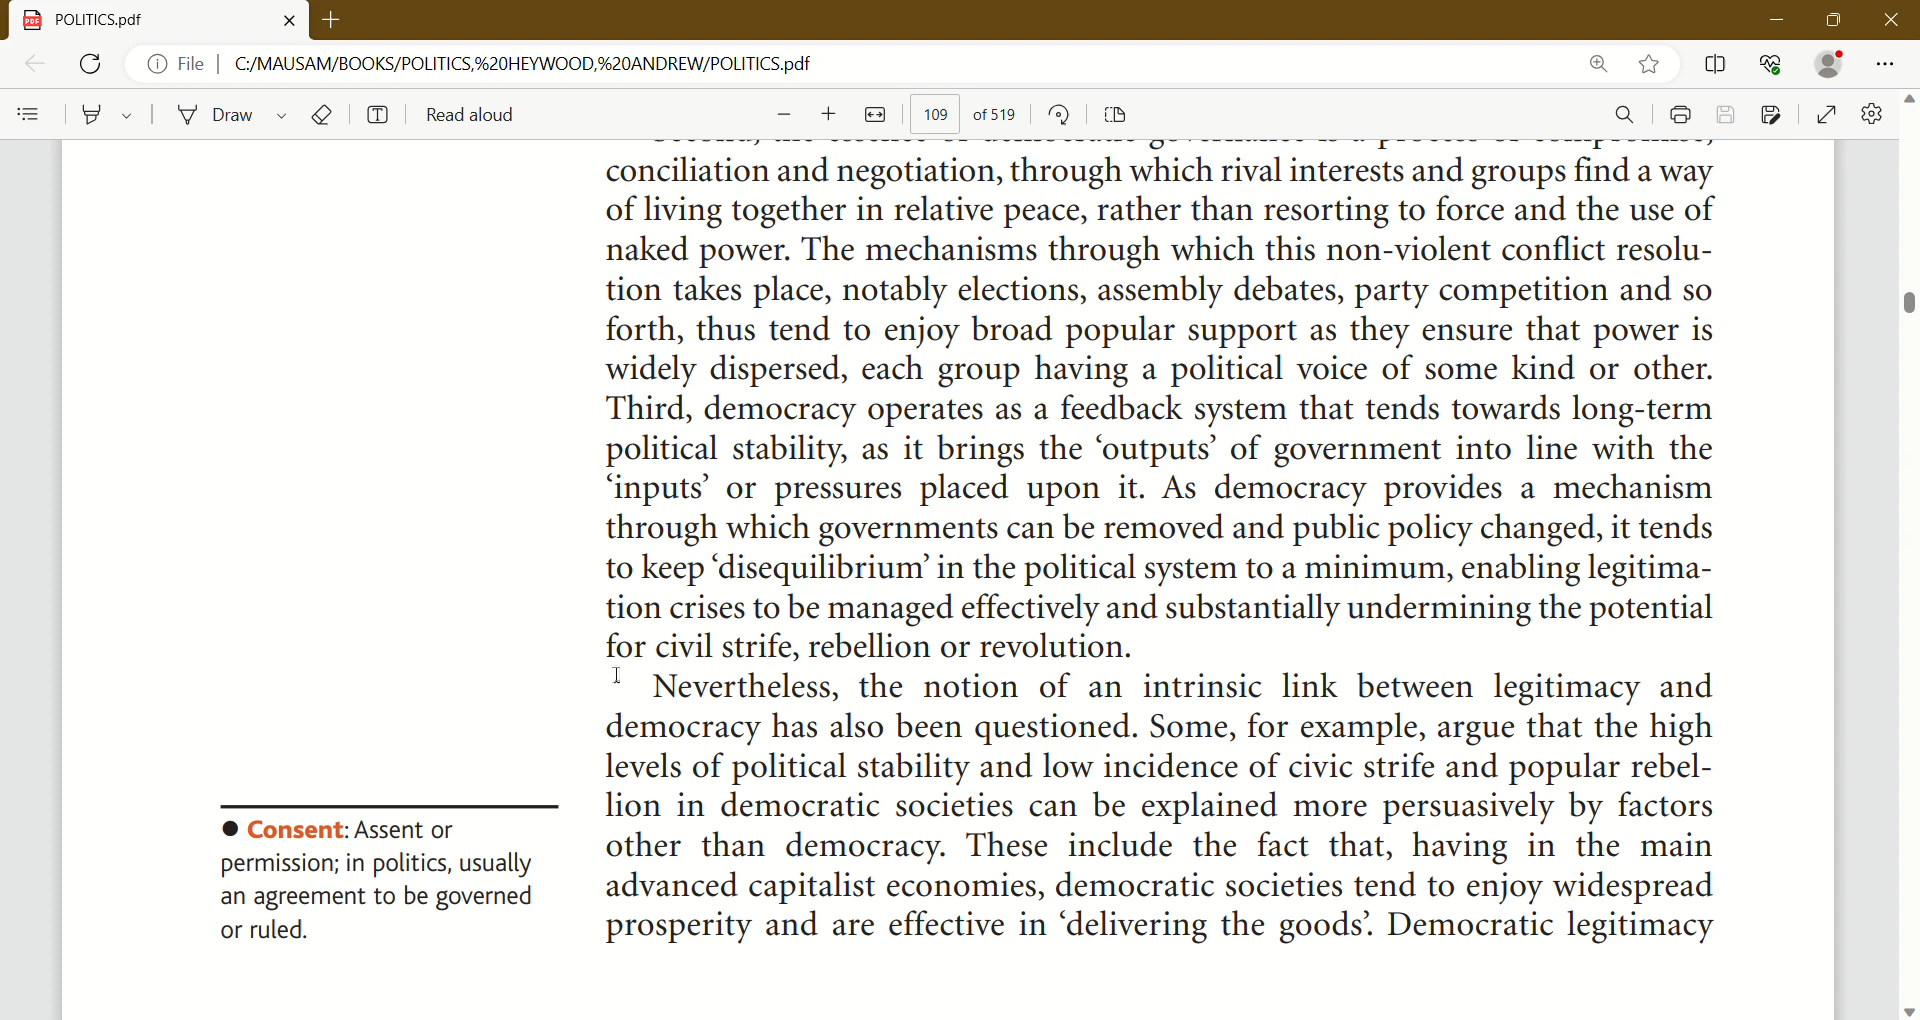 POLITICS.pdf
File
C:/MAUSAM/BOOKS/POLITICS,%20HEYWOOD,%20ANDREW/POLITICS.pdf
Draw
Read aloud
109 of 519
conciliation and negotiation, through which rival interests and groups find a way
of living together in relative peace, rather than resorting to force and the use of
naked power. The mechanisms through which this non-violent conflict resolu-
tion takes place, notably elections, assembly debates, party competition and so
forth, thus tend to enjoy broad popular support as they ensure that power is
widely dispersed, each group having a political voice of some kind or other.
Third, democracy operates as a feedback system that tends towards long-term
political stability, as it brings the ‘outputs’ of government into line with the
‘inputs’ or pressures placed upon it. As democracy provides a mechanism
through which governments can be removed and public policy changed, it tends
to keep ‘disequilibrium’ in the political system to a minimum, enabling legitima-
tion crises to be managed effectively and substantially undermining the potential
for civil strife, rebellion or revolution.
Nevertheless, the notion of an intrinsic link between legitimacy and
democracy has also been questioned. Some, for example, argue that the high
levels of political stability and low incidence of civic strife and popular rebel-
lion in democratic societies can be explained more persuasively by factors
other than democracy. These include the fact that, having in the main
advanced capitalist economies, democratic societies tend to enjoy widespread
prosperity and are effective in ‘delivering the goods’. Democratic legitimacy
● Consent: Assent or
permission; in politics, usually
an agreement to be governed
or ruled.